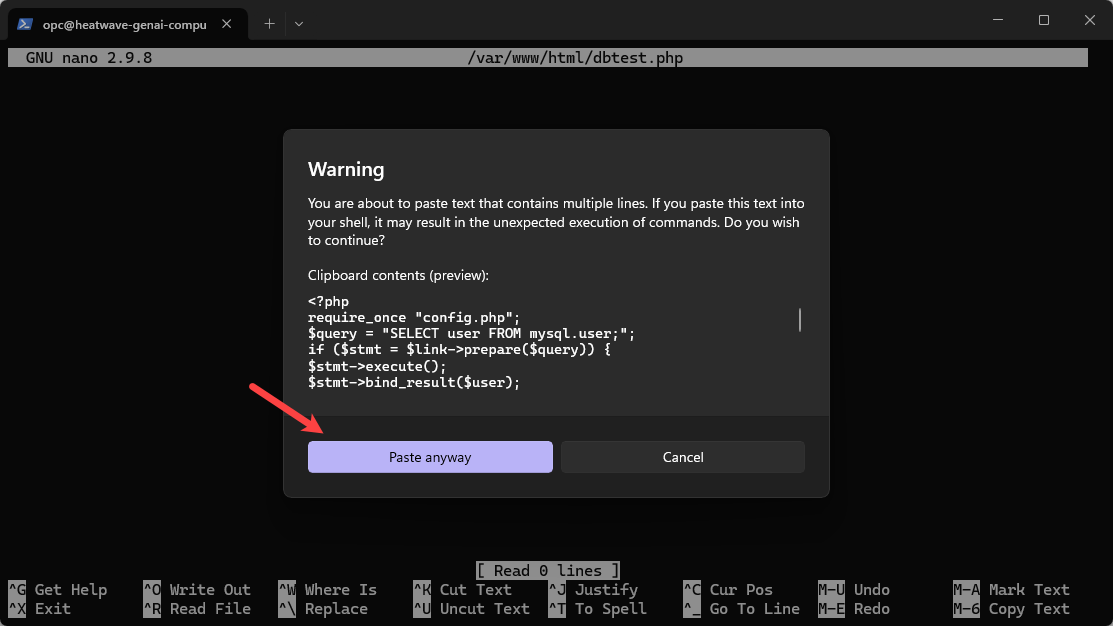 opc@heatwave-genai-compu
GNU nano 2.9.8 /var/www/html/dbtest.php
Warning
You are about to paste text that contains multiple lines. If you paste this text into
your shell, it may result in the unexpected execution of commands. Do you wish
to continue?
Clipboard contents (preview):
<?php
require_once "config.php";
$query = "SELECT user FROM mysql.user;";
if ($stmt = $link->prepare($query)) {
$stmt->execute();
$stmt->bind_result($user);
Paste anyway Cancel
[ Read 0 lines ]
^G Get Help ^O Write Out ^W Where Is ^K Cut Text ^J Justify ^C Cur Pos M-U Undo M-A Mark Text
^X Exit ^R Read File ^\ Replace ^U Uncut Text ^T To Spell ^_ Go To Line M-E Redo M-6 Copy Text